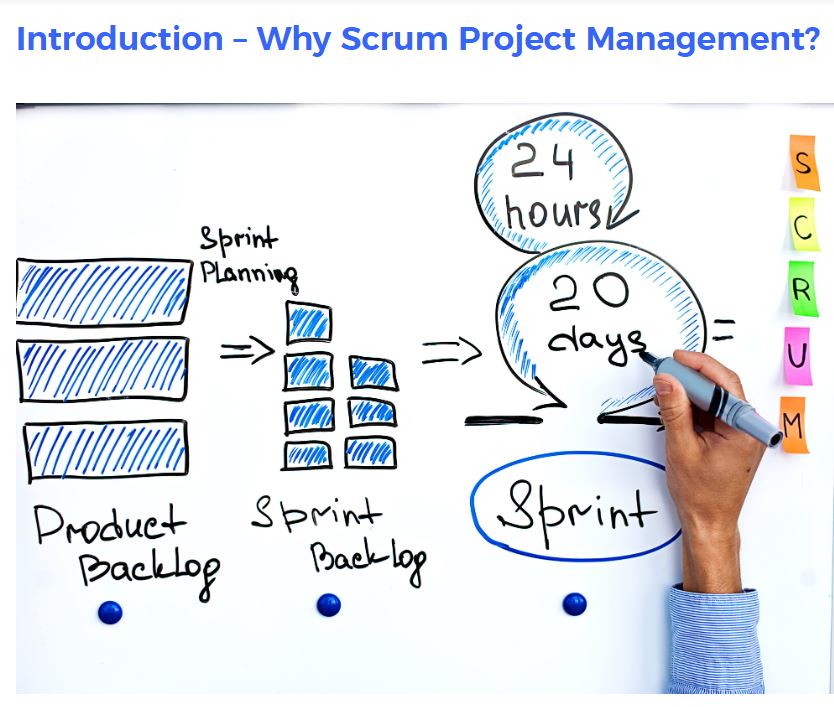 Introduction – Why Scrum Project Management?
24
hours
Sprint
Planning
20
days
=
S
C
R
U
M
Product
Backlog
Sprint
Backlog
Sprint